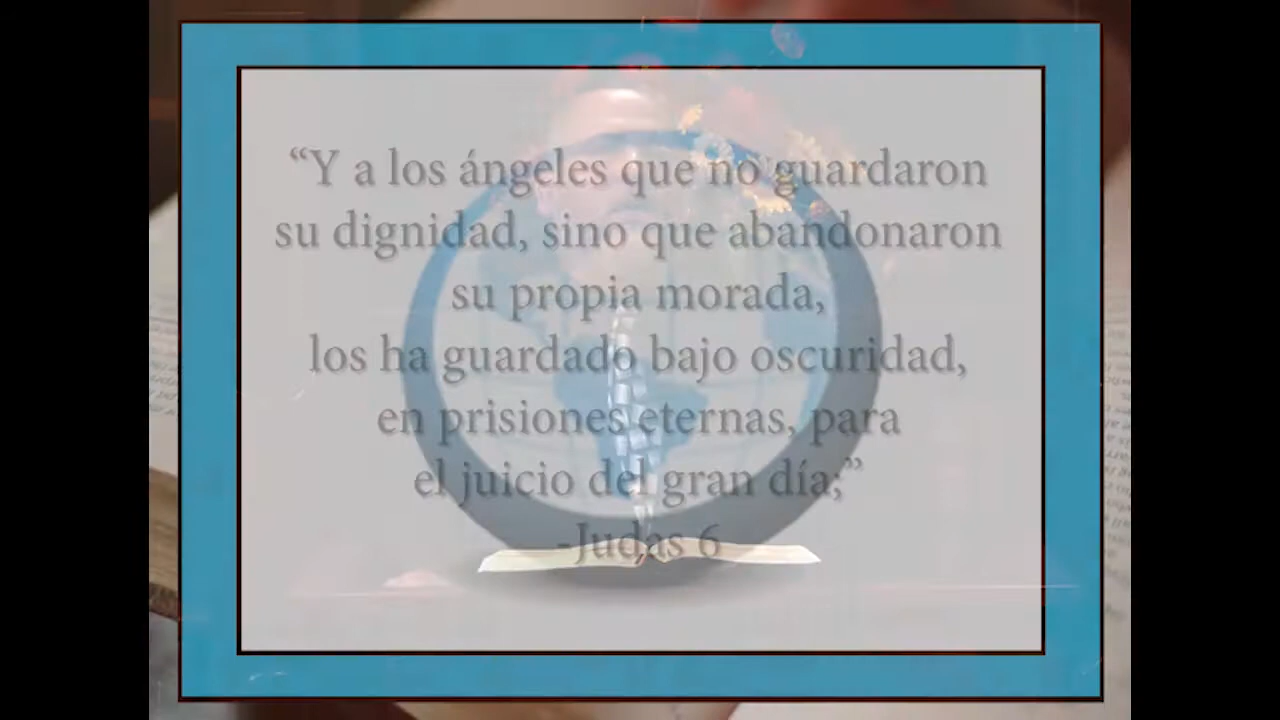 “Y a los ángeles que no guardaron
su dignidad, sino que abandonaron
su propia morada,
los ha guardado bajo oscuridad,
en prisiones eternas, para
el juicio del gran día;”
-Judas 6